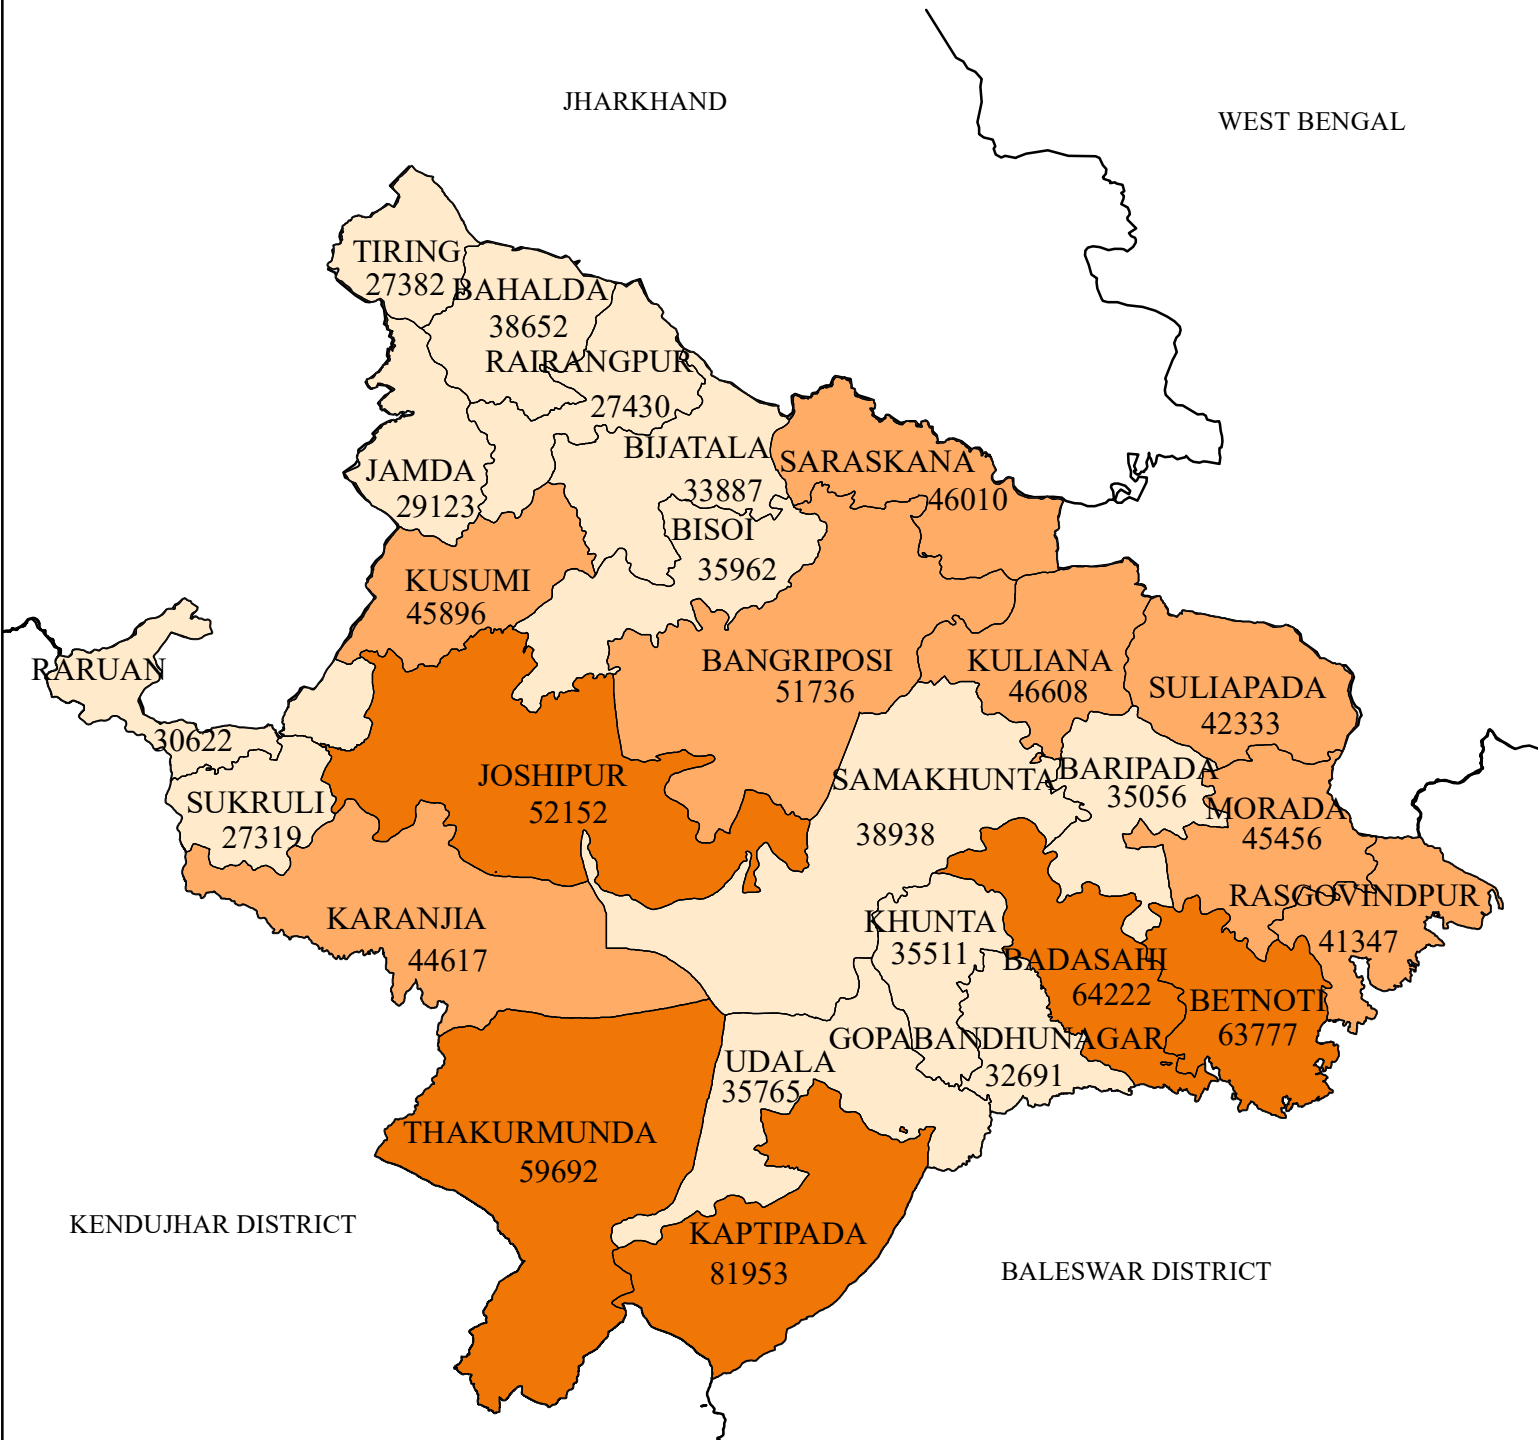 JHARKHAND
WEST BENGAL
TIRING
27382
BAHALDA
38652
RAIRANGPUR
27430
BIJATALA
33887
SARASKANA
46010
JAMDA
29123
BISOI
35962
KUSUMI
45896
RARUAN
30622
BANGRIPOSI
51736
KULIANA
46608
SULIAPADA
42333
SUKRULI
27319
JOSHIPUR
52152
SAMAKHUNTA
38938
BARIPADA
35056
MORADA
45456
RASGOVINDPUR
41347
KARANJIA
44617
KHUNTA
35511
BADASAHI
64222
BETNOTI
63777
GOPABANDHUNAGAR
32691
UDALA
35765
THAKURMUNDA
59692
KAPTIPADA
81953
KENDUJHAR DISTRICT
BALESWAR DISTRICT